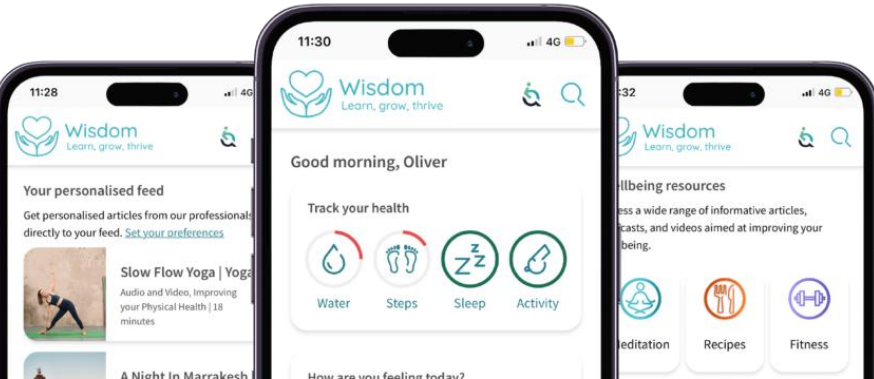 11:28
4G
Wisdom
Learn, grow, thrive
Your personalised feed
Get personalised articles from our professionals
directly to your feed. Set your preferences
Slow Flow Yoga | Yoga
Audio and Video, Improving
your Physical Health | 18
minutes
A Night In Marrakesh
11:30
4G
Wisdom
Learn, grow, thrive
Good morning, Oliver
Track your health
Water
Steps
Sleep
Activity
How are you feeling today?
:32
4G
Wisdom
Learn, grow, thrive
llbeing resources
ess a wide range of informative articles,
casts, and videos aimed at improving your
being.
editation
Recipes
Fitness